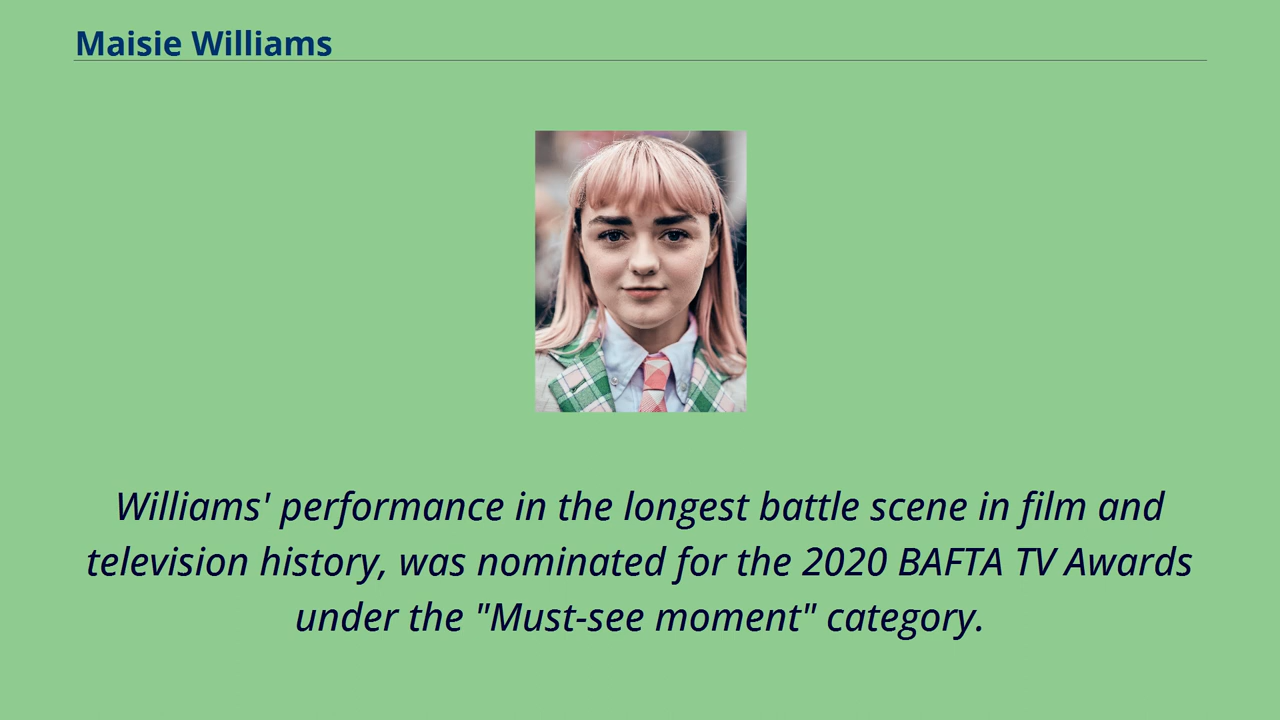 Maisie Williams
Williams' performance in the longest battle scene in film and
television history, was nominated for the 2020 BAFTA TV Awards
under the "Must-see moment" category.